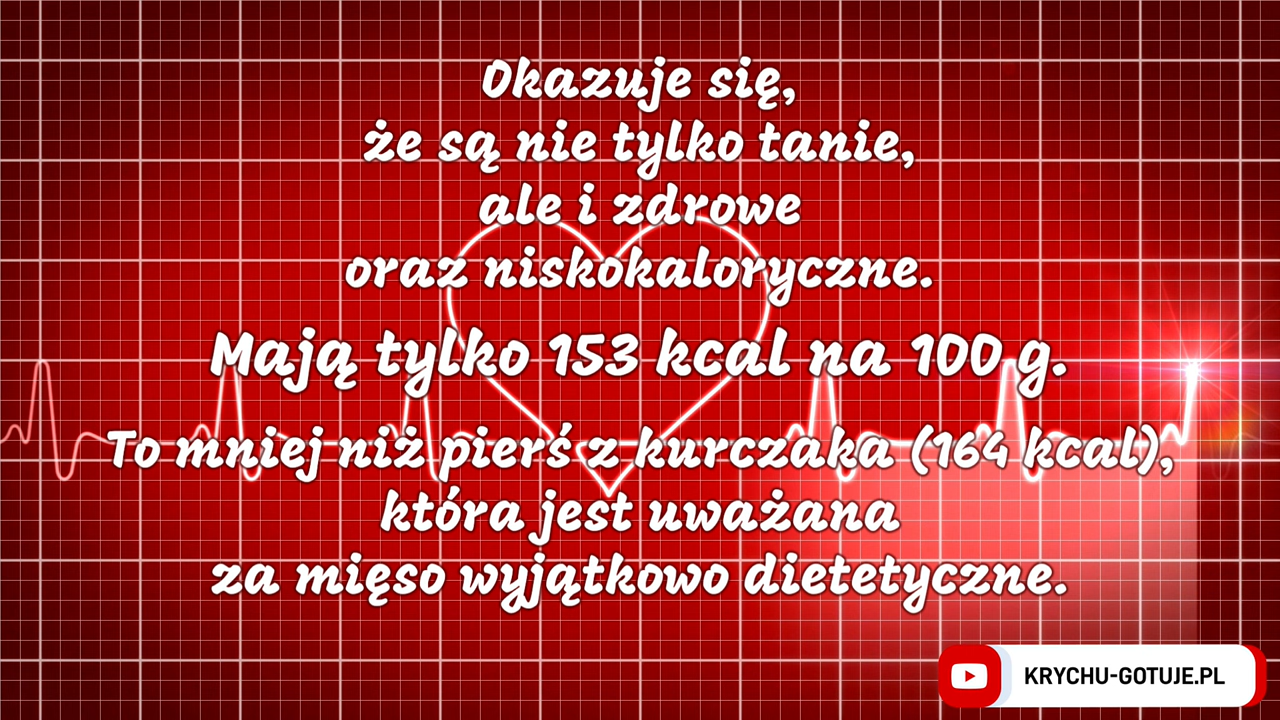 Okazuje się,
że są nie tylko tanie,
ale i zdrowe
oraz niskokaloryczne.
Mają tylko 153 kcal na 100 g.
To mniej niż pierś z kurczaka (164 kcal),
która jest uważana
za mięso wyjątkowo dietetyczne.
KRYCHU-GOTUJE.PL